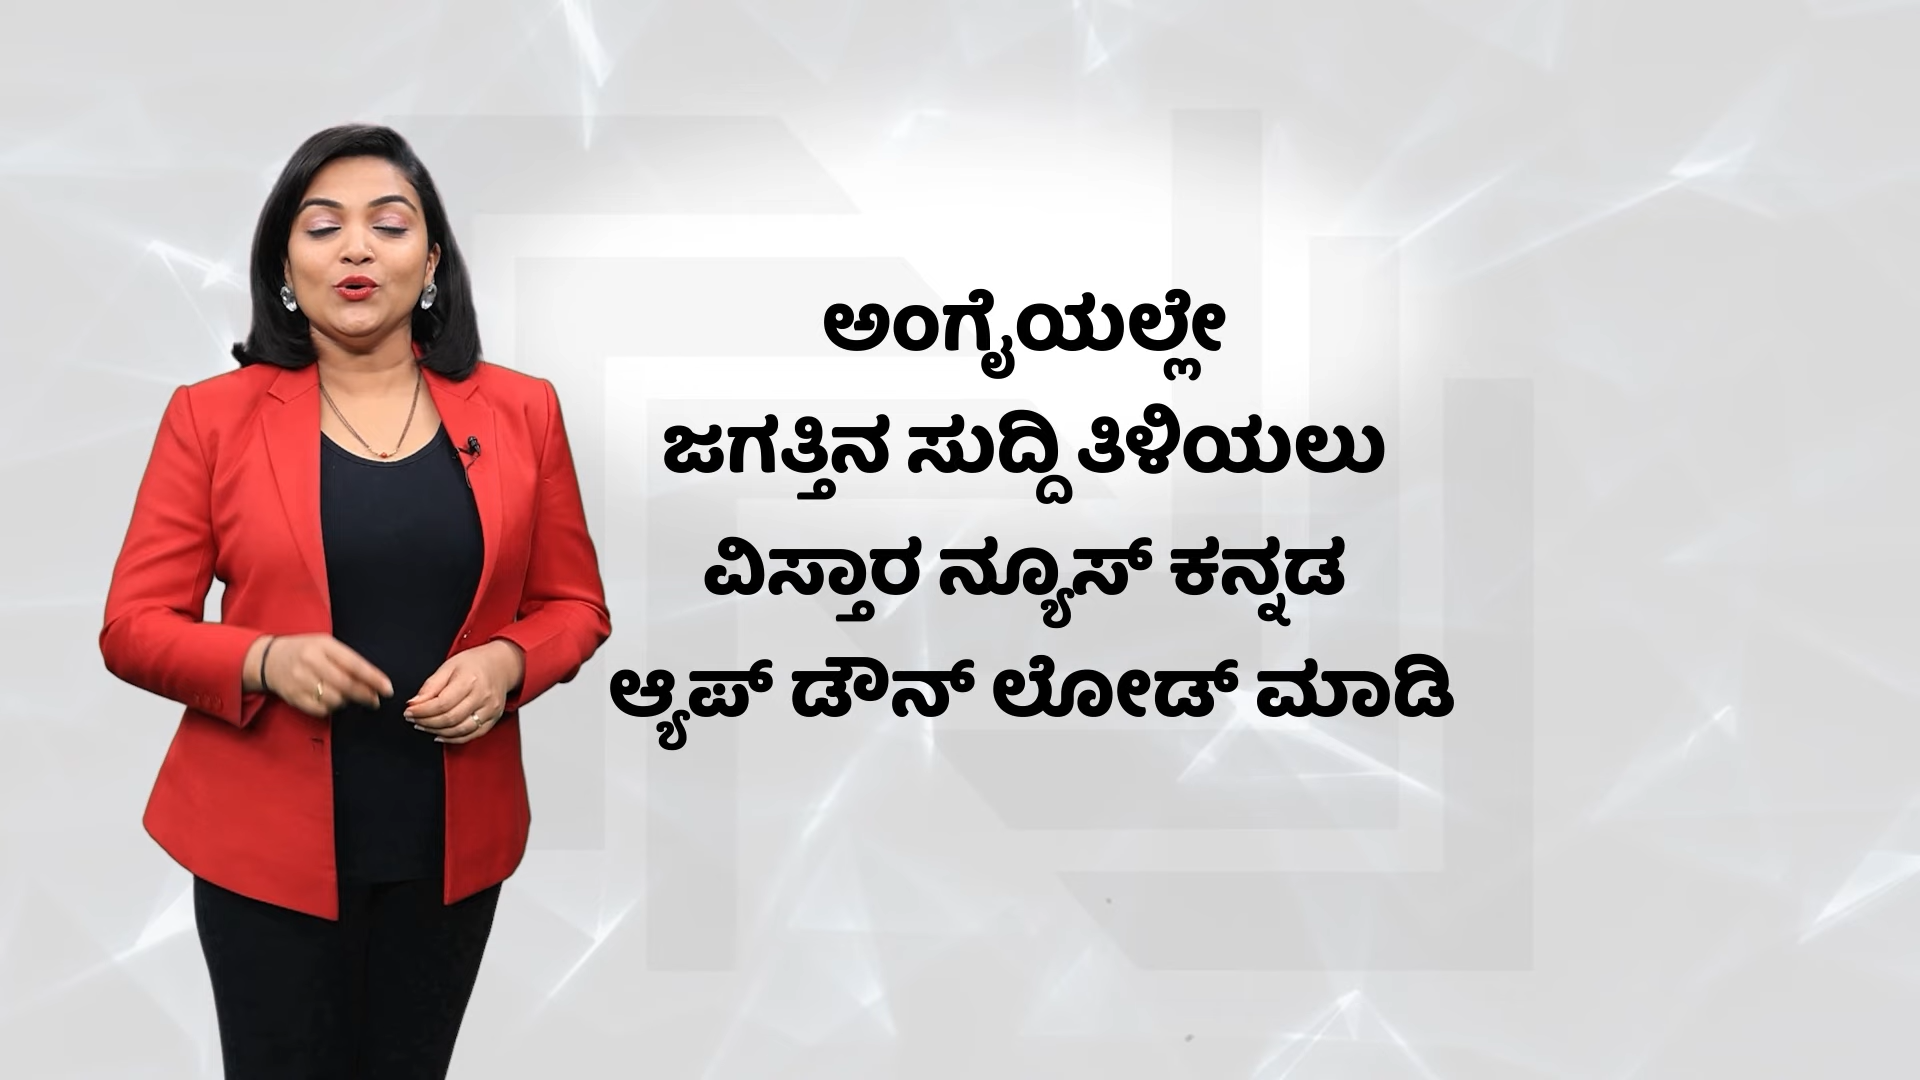 ಅಂಗೈಯಲ್ಲೇ
ಜಗತ್ತಿನ ಸುದ್ದಿ ತಿಳಿಯಲು
ವಿಸ್ತಾರ ನ್ಯೂಸ್ ಕನ್ನಡ
ಆ್ಯಪ್ ಡೌನ್ ಲೋಡ್ ಮಾಡಿ